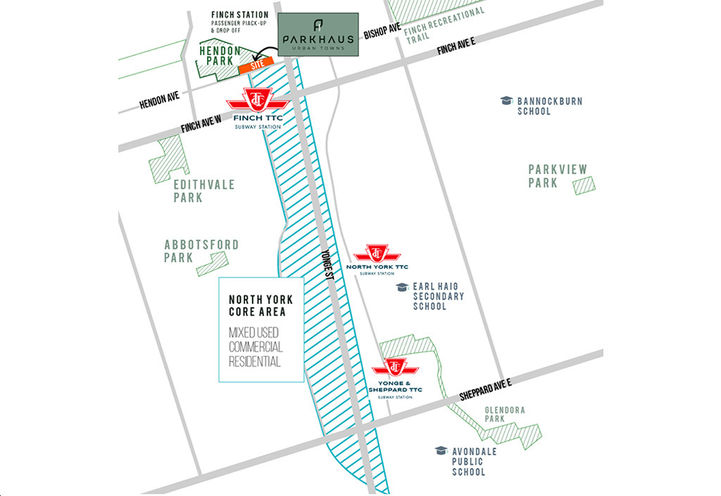 FINCH STATION
PASSENGER PIACK-UP
& DROP OFF
PARKHAUS
URBAN TOWNS
BISHOP AVE
FINCH RECREATIONAL
TRAIL
FINCH AVE E
HENDON
PARK
SITE
HENDON AVE
FINCH AVE W
TTC
FINCH TTC
SUBWAY STATION
BANNOCKBURN
SCHOOL
EDITHVALE
PARK
PARKVIEW
PARK
ABBOTSFORD
PARK
YONGE ST
TTC
NORTH YORK TTC
SUBWAY STATION
EARL HAIG
SECONDARY
SCHOOL
NORTH YORK
CORE AREA
MIXED USED
COMMERCIAL
RESIDENTIAL
TTC
YONGE &
SHEPPARD TTC
SUBWAY STATION
SHEPPARD AVE E
GLENDORA
PARK
AVONDALE
PUBLIC
SCHOOL